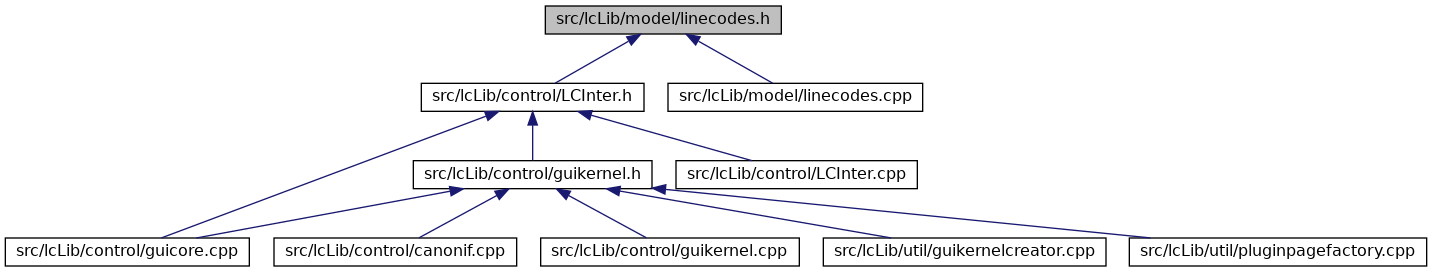 src/lcLib/model/linecodes.h
src/lcLib/control/LCInter.h
src/lcLib/model/linecodes.cpp
src/lcLib/control/guikernel.h
src/lcLib/control/LCInter.cpp
src/lcLib/control/guicore.cpp
src/lcLib/control/canonif.cpp
src/lcLib/control/guikernel.cpp
src/lcLib/util/guikernelcreator.cpp
src/lcLib/util/pluginpagefactory.cpp